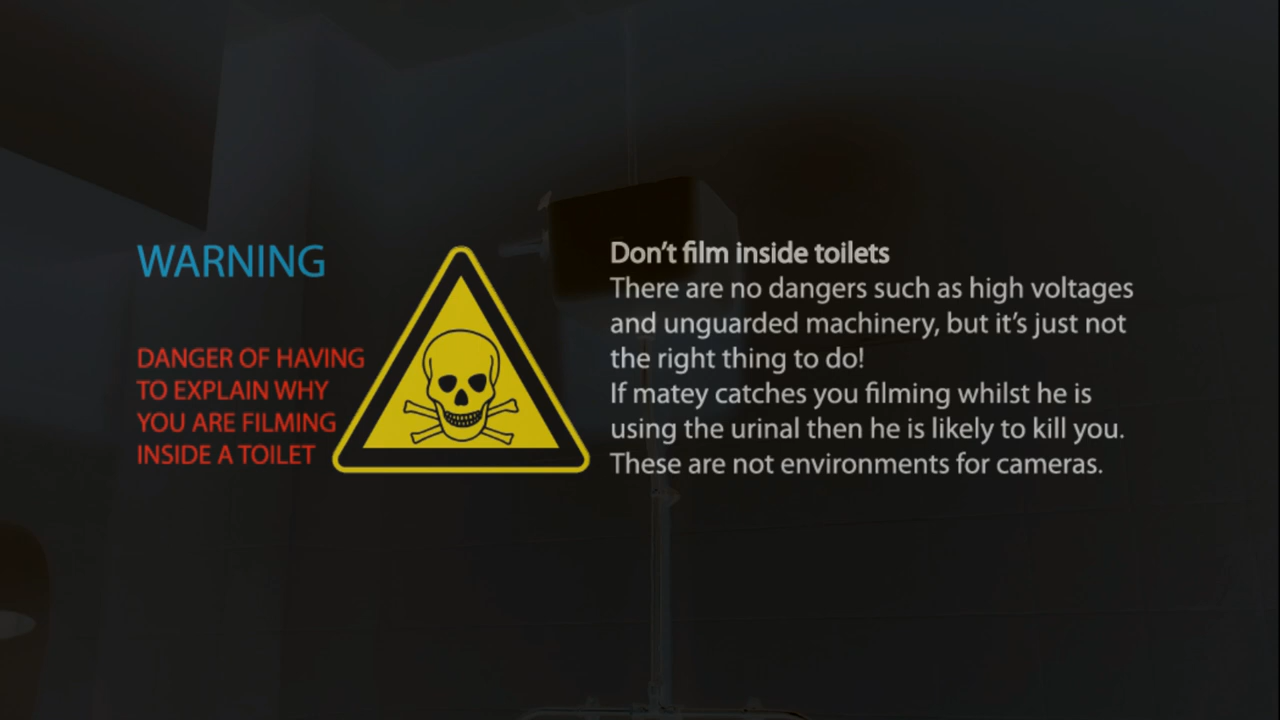 WARNING
DANGER OF HAVING
TO EXPLAIN WHY
YOU ARE FILMING
INSIDE A TOILET
Don't film inside toilets
There are no dangers such as high voltages
and unguarded machinery, but it's just not
the right thing to do!
If matey catches you filming whilst he is
using the urinal then he is likely to kill you.
These are not environments for cameras.